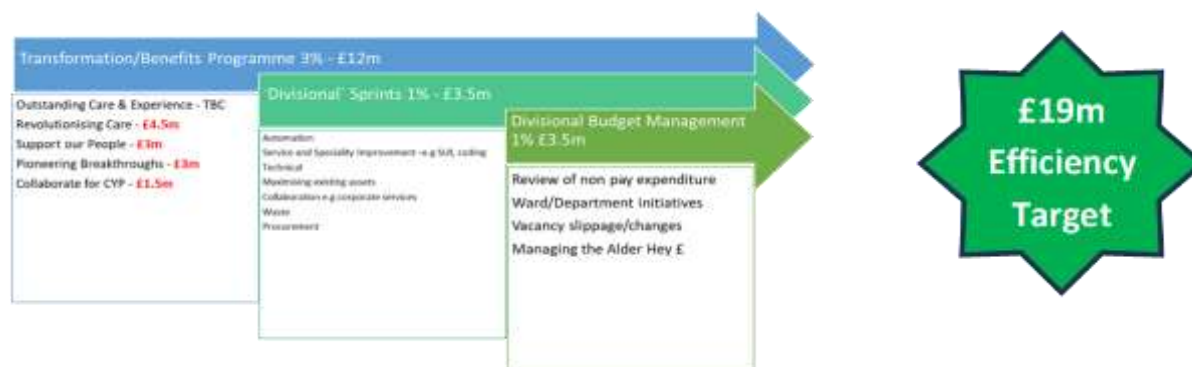 Transformation/Benefits Programme 3% - £12m
Outstanding Care & Experience - TBC
Revolutionising Care - £4.5m
Support our People - £3m
Pioneering Breakthroughs - £3m
Collaborate for CYP - £1.5m
Divisional Sprints 1% - £3.5m
Automation
Service and Speciality Improvement -e.g SUR, coding
Technical
Maximising existing assets
Collaboration e.g corporate services
Waste
Procurement
Divisional Budget Management
1% £3.5m
Review of non pay expenditure
Ward/Department Initiatives
Vacancy slippage/changes
Managing the Alder Hey £
£19m
Efficiency
Target